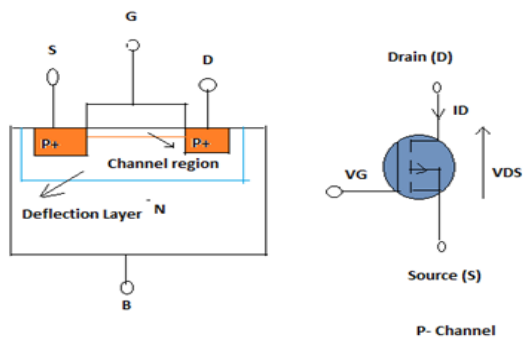 G
S
D
P+
P+
Channel region
Deflection Layer
-N
B
Drain (D)
ID
VG
VDS
Source (S)
P- Channel